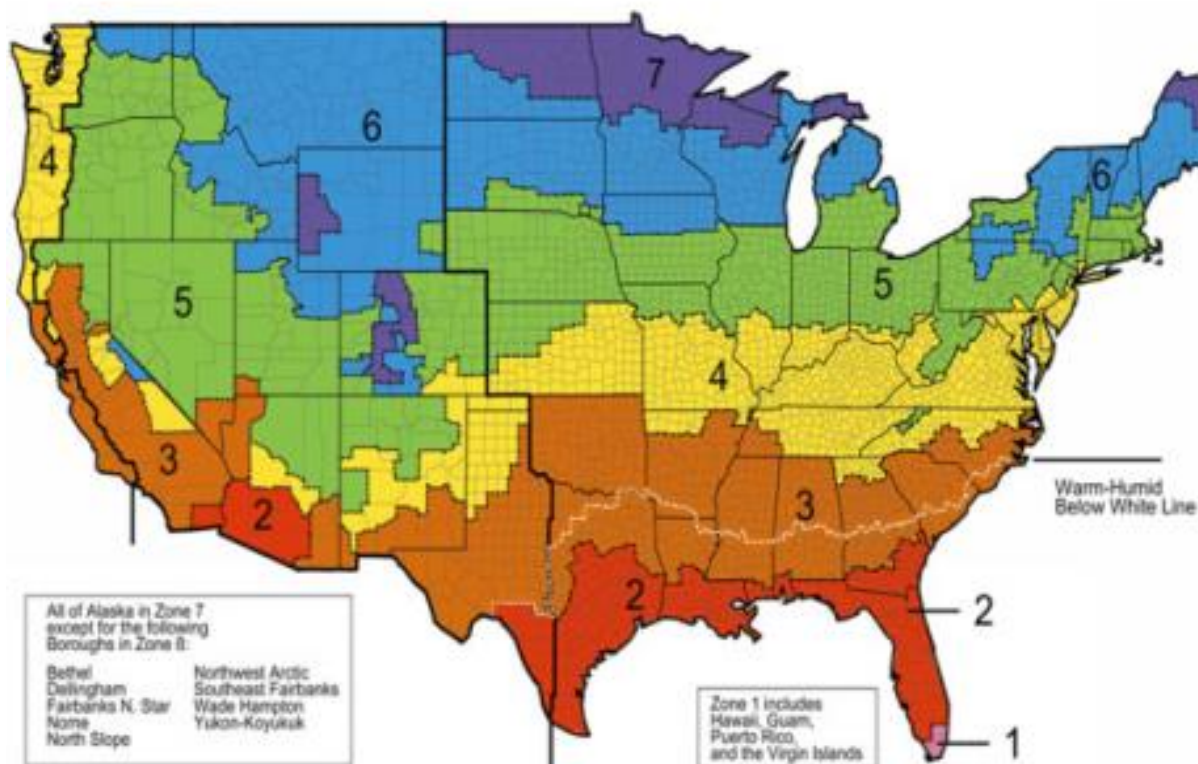 7
6
4
6
5
5
4
3
3
2
Warm-Humid
Below White Line
2
2
1
All of Alaska in Zone 7
except for the following
Boroughs in Zone 8:
Bethel Northwest Arctic
Dellingham Southeast Fairbanks
Fairbanks N. Star Wade Hampton
Nome Yukon-Koyukuk
North Slope
Zone 1 includes
Hawaii, Guam,
Puerto Rico,
and the Virgin Islands